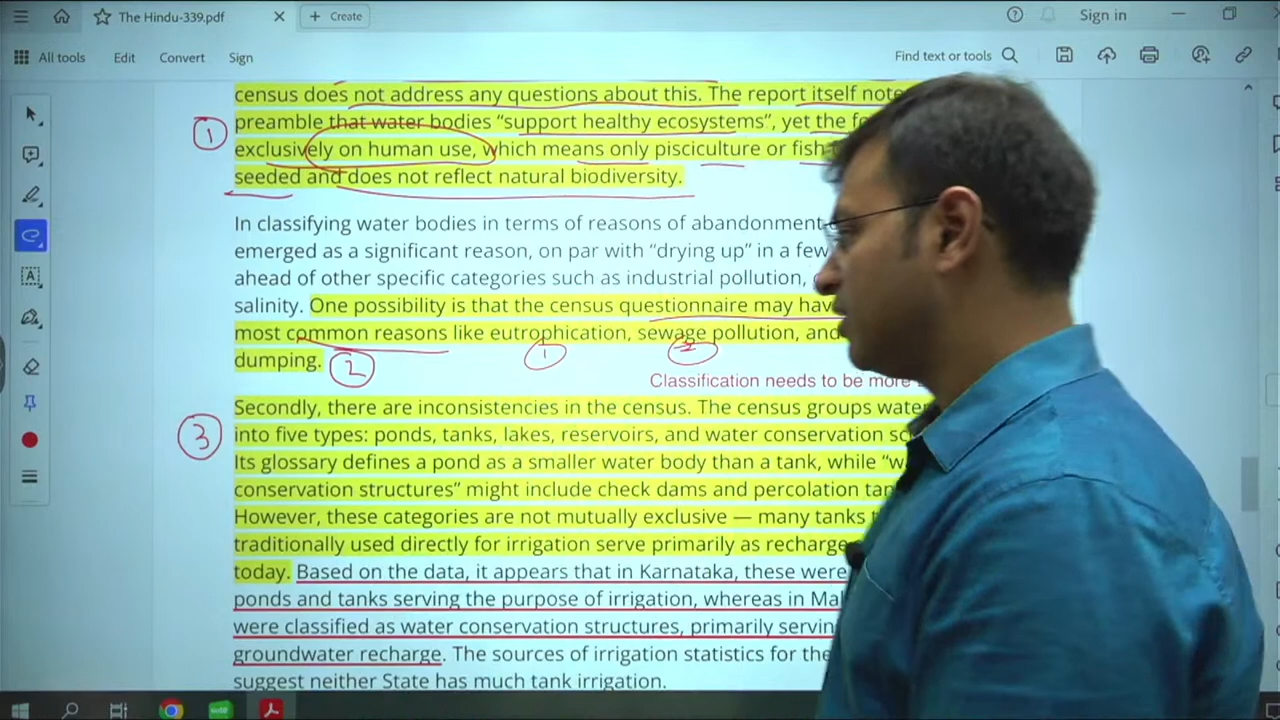 The Hindu-339.pdf
Create
Sign in
All tools
Edit
Convert
Sign
Find text or tools
census does not address any questions about this. The report itself note
preamble that water bodies “support healthy ecosystems”, yet the
1
exclusively on human use, which means only pisciculture or fish
seeded and does not reflect natural biodiversity.
In classifying water bodies in terms of reasons of abandonment
emerged as a significant reason, on par with “drying up” in a few
ahead of other specific categories such as industrial pollution,
salinity. One possibility is that the census questionnaire may hav
most common reasons like eutrophication, sewage pollution, and
dumping.
2
1
2
Classification needs to be more
Secondly, there are inconsistencies in the census. The census groups water
3
into five types: ponds, tanks, lakes, reservoirs, and water conservation
Its glossary defines a pond as a smaller water body than a tank, while “w
conservation structures” might include check dams and percolation tan
However, these categories are not mutually exclusive — many tanks
traditionally used directly for irrigation serve primarily as recharge
today. Based on the data, it appears that in Karnataka, these were
ponds and tanks serving the purpose of irrigation, whereas in Mah
were classified as water conservation structures, primarily servin
groundwater recharge. The sources of irrigation statistics for the
suggest neither State has much tank irrigation.